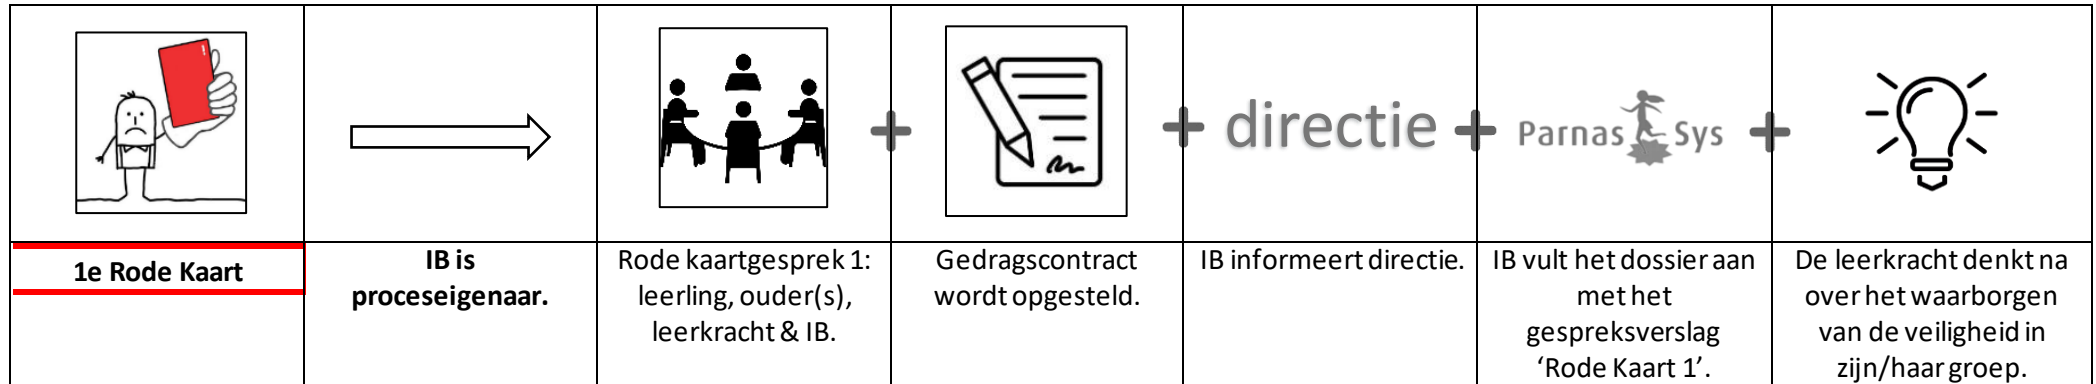 directie
Parnas Sys
1e Rode Kaart
IB is
proceseigenaar.
Rode kaartgesprek 1:
leerling, ouder(s),
leerkracht & IB.
Gedragscontract
wordt opgesteld.
IB informeert directie.
IB vult het dossier aan
met het
gespreksverslag
‘Rode Kaart 1’.
De leerkracht denkt na
over het waarborgen
van de veiligheid in
zijn/haar groep.